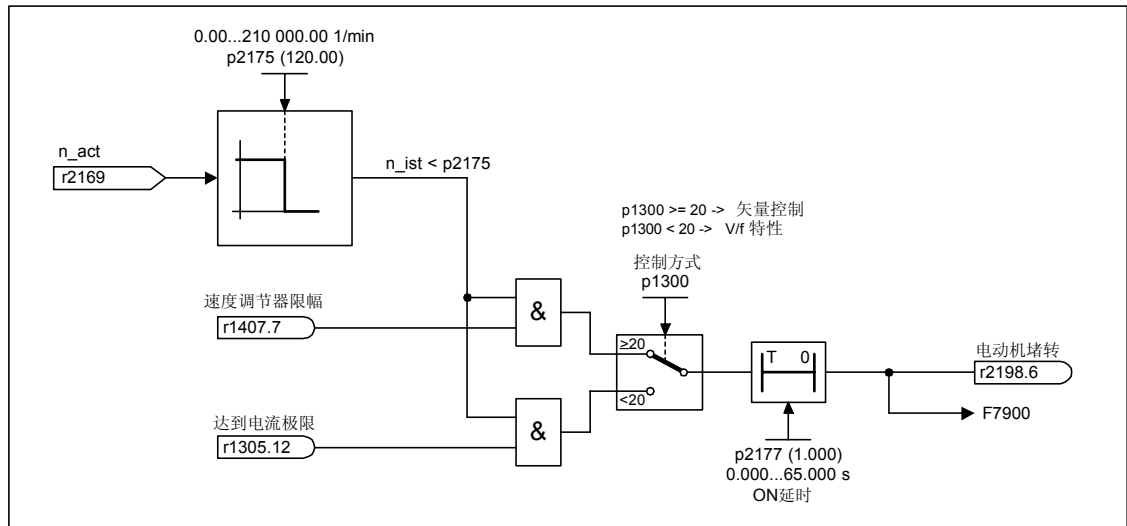 0.00...210 000.00 1/min
p2175 (120.00)
n_act
r2169
n_ist < p2175
p1300 >= 20 -> 矢量控制
p1300 < 20 -> V/f 特性
控制方式
p1300
速度调节器限幅
r1407.7
&
≥20
<20
T 0
电动机堵转
r2198.6
F7900
达到电流极限
r1305.12
&
p2177 (1.000)
0.000...65.000 s
ON延时